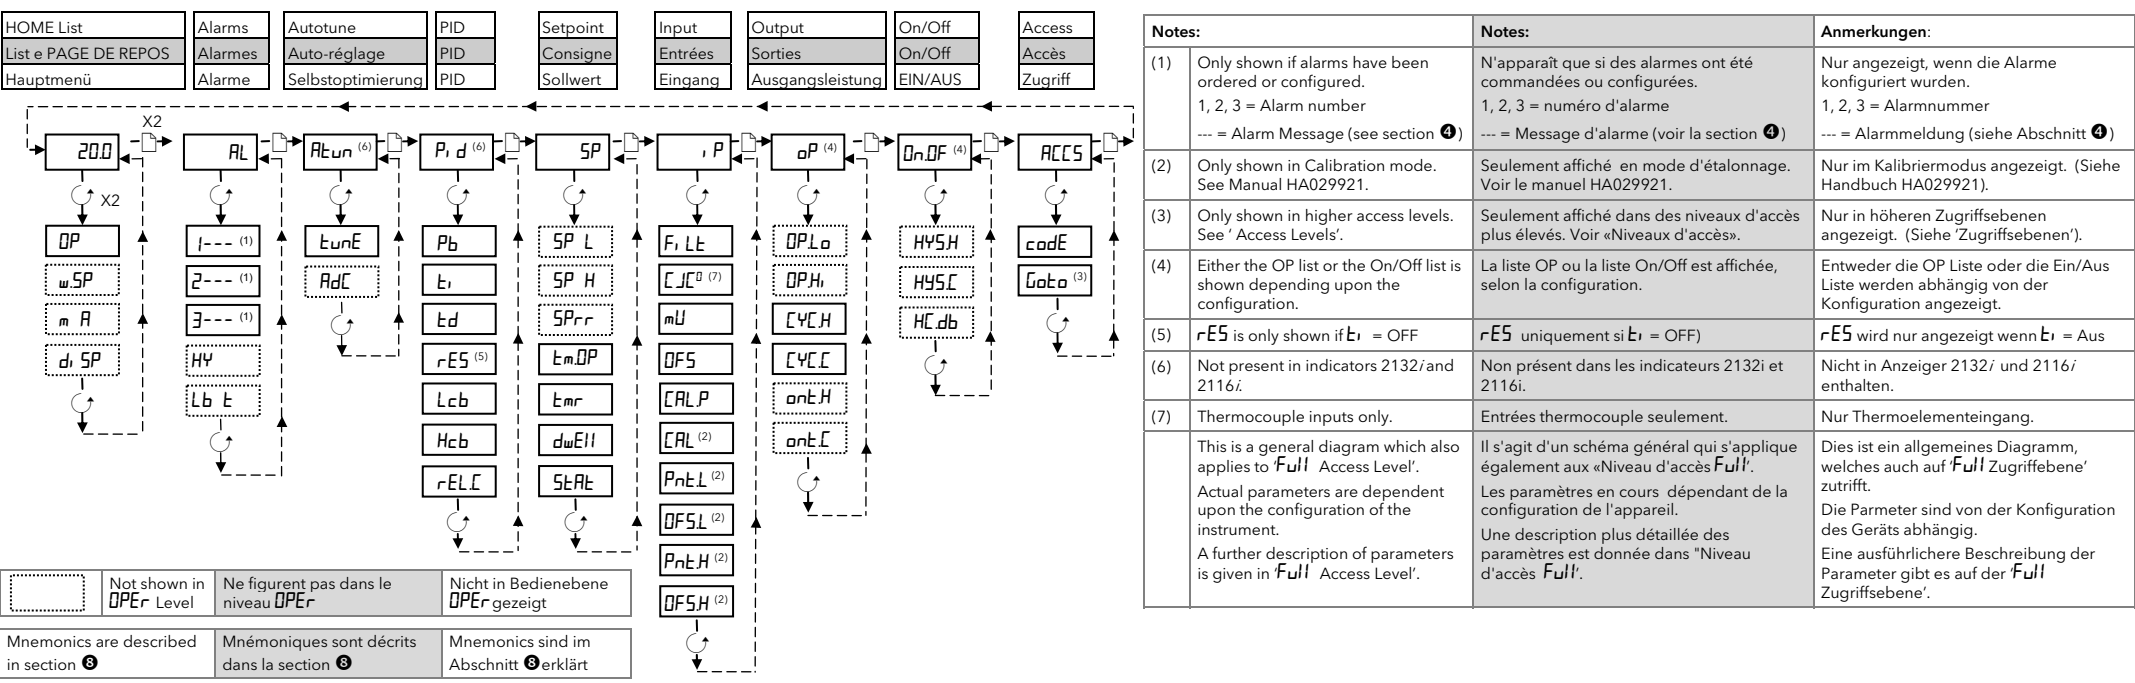 HOME List
Alarms
Autotune
PID
Setpoint
Input
Output
On/Off
Access
List e PAGE DE REPOS
Alarmes
Auto-réglage
PID
Consigne
Entrées
Sorties
On/Off
Accès
Hauptmenü
Alarme
Selbstoptimierung
PID
Sollwert
Eingang
Ausgangsleistung
EIN/AUS
Zugriff
X2
20.0
X2
OP
w.SP
m A
di SP
AL
1--- (1)
2--- (1)
3--- (1)
HY
Lb t
Atun (6)
tunE
AdC
Pi d (6)
Pb
ti
td
rES (5)
Lcb
Hcb
rEL.C
SP
SP L
SP H
SPrr
tm.OP
tmr
dwEll
StAt
i P
Fi Lt
CJC° (7)
mU
OFS
CAL.P
CAL (2)
Pnt.L (2)
OFS.L (2)
Pnt.H (2)
OFS.H (2)
oP (4)
OP.Lo
OP.Hi
CYC.H
CYC.C
ont.H
ont.C
On.OF (4)
HYS.H
HYS.C
HC.db
ACCS
codE
Goto (3)
Not shown in
OPEr Level
Ne figurent pas dans le
niveau OPEr
Nicht in Bedienebene
OPEr gezeigt
Mnemonics are described
in section ❽
Mnémoniques sont décrits
dans la section ❽
Mnemonics sind im
Abschnitt ❽ erklärt
Notes:
Notes:
Anmerkungen:
(1)
Only shown if alarms have been
ordered or configured.
1, 2, 3 = Alarm number
--- = Alarm Message (see section ❹)
N'apparaît que si des alarmes ont été
commandées ou configurées.
1, 2, 3 = numéro d'alarme
--- = Message d'alarme (voir la section ❹)
Nur angezeigt, wenn die Alarme
konfiguriert wurden.
1, 2, 3 = Alarmnummer
--- = Alarmmeldung (siehe Abschnitt ❹)
(2)
Only shown in Calibration mode.
See Manual HA029921.
Seulement affiché en mode d'étalonnage.
Voir le manuel HA029921.
Nur im Kalibriermodus angezeigt. (Siehe
Handbuch HA029921).
(3)
Only shown in higher access levels.
See ' Access Levels'.
Seulement affiché dans des niveaux d'accès
plus élevés. Voir «Niveaux d'accès».
Nur in höheren Zugriffsebenen
angezeigt. (Siehe 'Zugriffsebenen').
(4)
Either the OP list or the On/Off list is
shown depending upon the
configuration.
La liste OP ou la liste On/Off est affichée,
selon la configuration.
Entweder die OP Liste oder die Ein/Aus
Liste werden abhängig von der
Konfiguration angezeigt.
(5)
rES is only shown if ti = OFF
rES uniquement si ti = OFF)
rES wird nur angezeigt wenn ti = Aus
(6)
Not present in indicators 2132i and
2116i.
Non présent dans les indicateurs 2132i et
2116i.
Nicht in Anzeiger 2132i und 2116i
enthalten.
(7)
Thermocouple inputs only.
Entrées thermocouple seulement.
Nur Thermoelementeingang.
This is a general diagram which also
applies to 'Full Access Level'.
Actual parameters are dependent
upon the configuration of the
instrument.
A further description of parameters
is given in 'Full Access Level'.
Il s'agit d'un schéma général qui s'applique
également aux «Niveau d'accès Full'.
Les paramètres en cours dépendant de la
configuration de l'appareil.
Une description plus détaillée des
paramètres est donnée dans "Niveau
d'accès Full'.
Dies ist ein allgemeines Diagramm,
welches auch auf 'Full Zugriffebene'
zutrifft.
Die Parmeter sind von der Konfiguration
des Geräts abhängig.
Eine ausführlichere Beschreibung der
Parameter gibt es auf der 'Full
Zugriffsebene'.